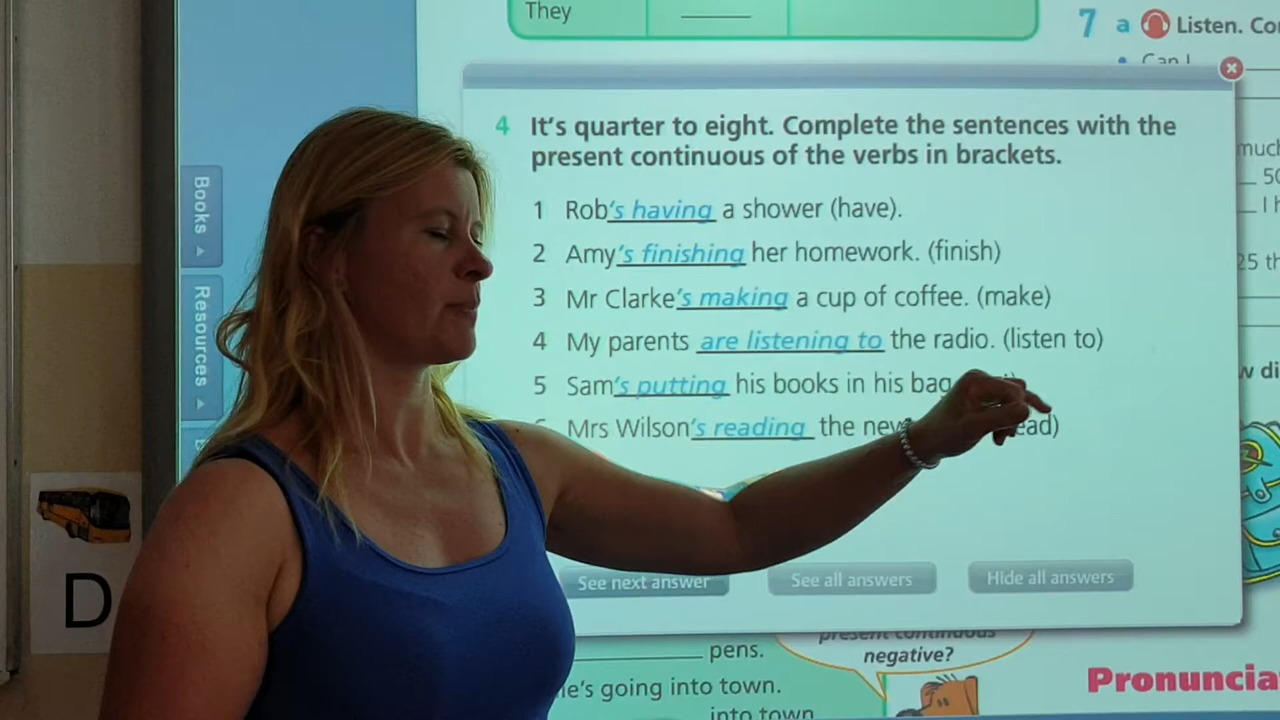 They
7 a Listen.
Can I
4 It's quarter to eight. Complete the sentences with the
present continuous of the verbs in brackets.
1 Rob's having a shower (have).
2 Amy's finishing her homework. (finish)
3 Mr Clarke's making a cup of coffee. (make)
4 My parents are listening to the radio. (listen to)
5 Sam's putting his books in his bag
Mrs Wilson's reading the new ead)
Books
Resources
D
See next answer
See all answers
Hide all answers
pens.
present continuous
negative?
e's going into town.
into town
Pronuncia